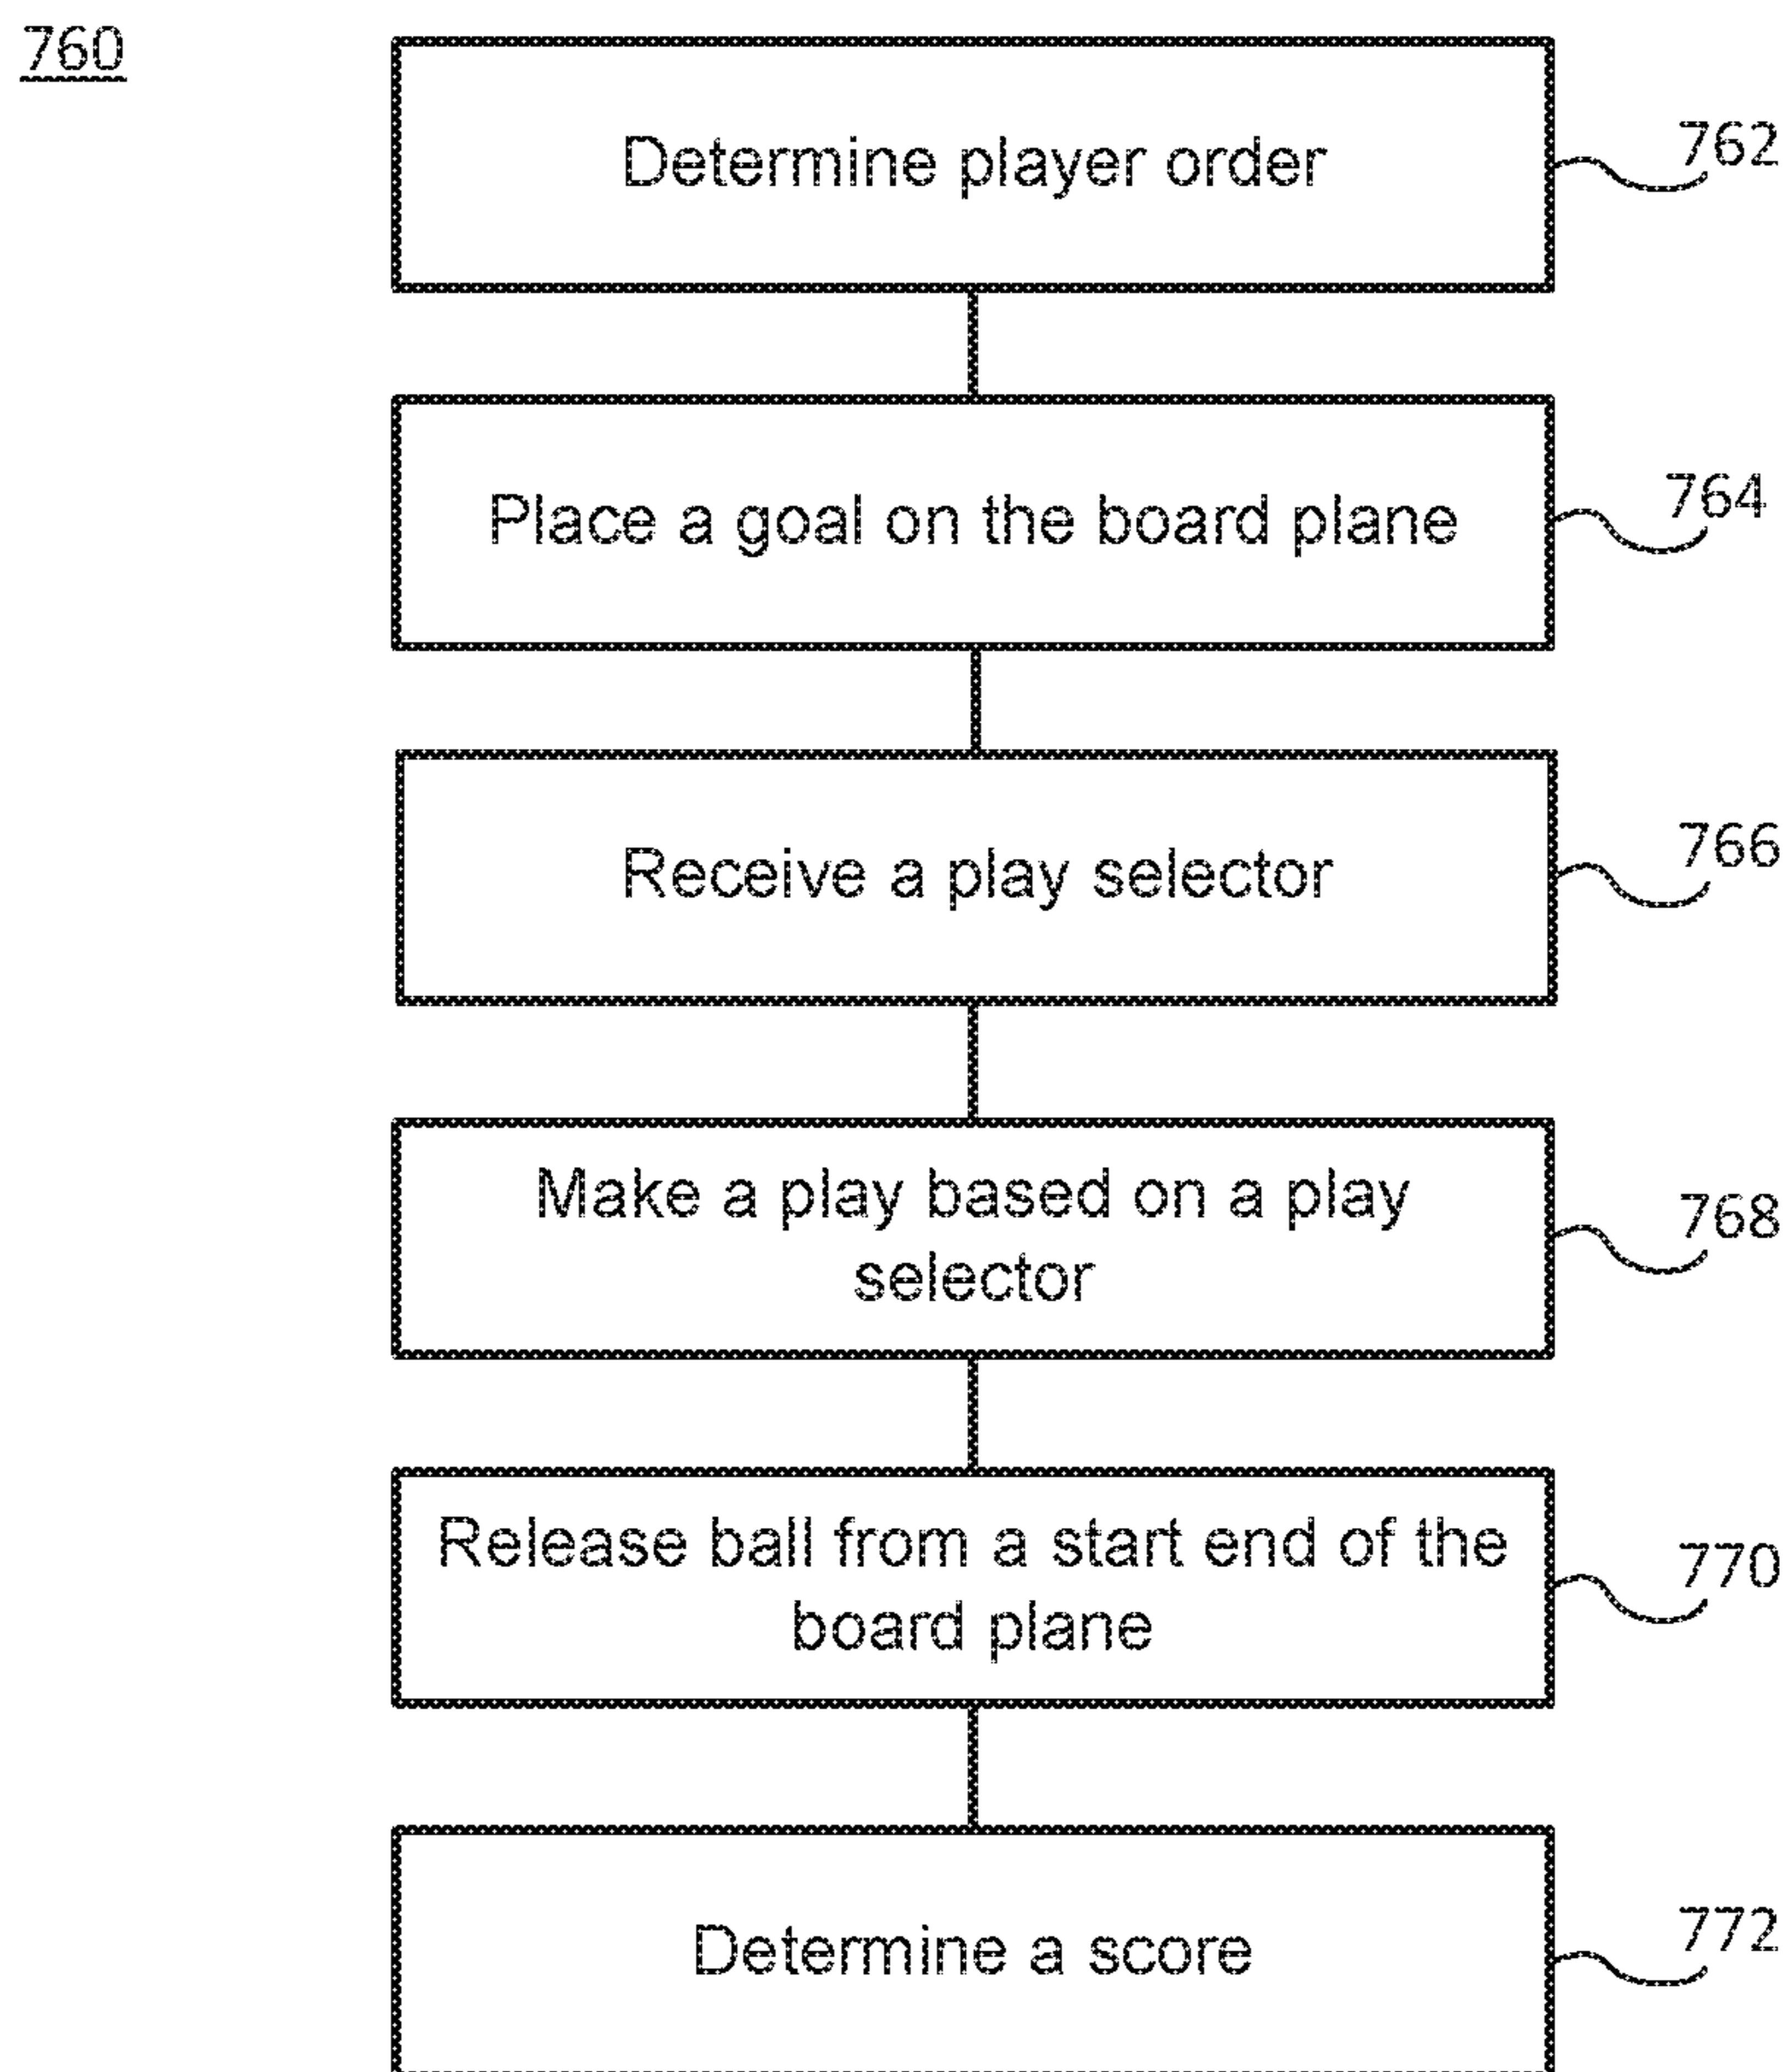 760
Determine player order
762
Place a goal on the board plane
764
Receive a play selector
766
Make a play based on a play
selector
768
Release ball from a start end of the
board plane
770
Determine a score
772